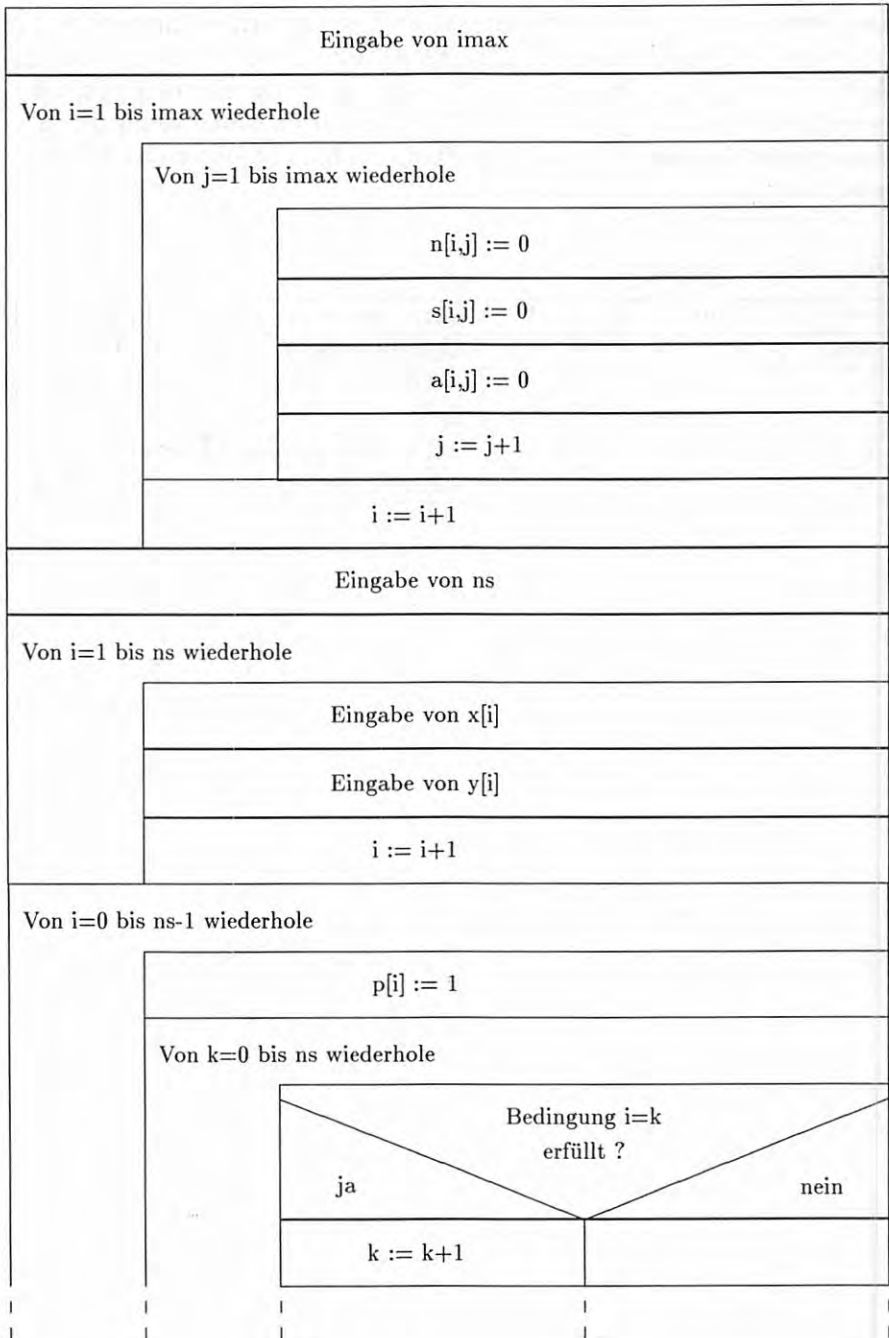 Eingabe von imax
Von i=1 bis imax wiederhole
Von j=1 bis imax wiederhole
n[i,j] := 0
s[i,j] := 0
a[i,j] := 0
j := j+1
i := i+1
Eingabe von ns
Von i=1 bis ns wiederhole
Eingabe von x[i]
Eingabe von y[i]
i := i+1
Von i=0 bis ns-1 wiederhole
p[i] := 1
Von k=0 bis ns wiederhole
Bedingung i=k
erfüllt ?
ja
nein
k := k+1